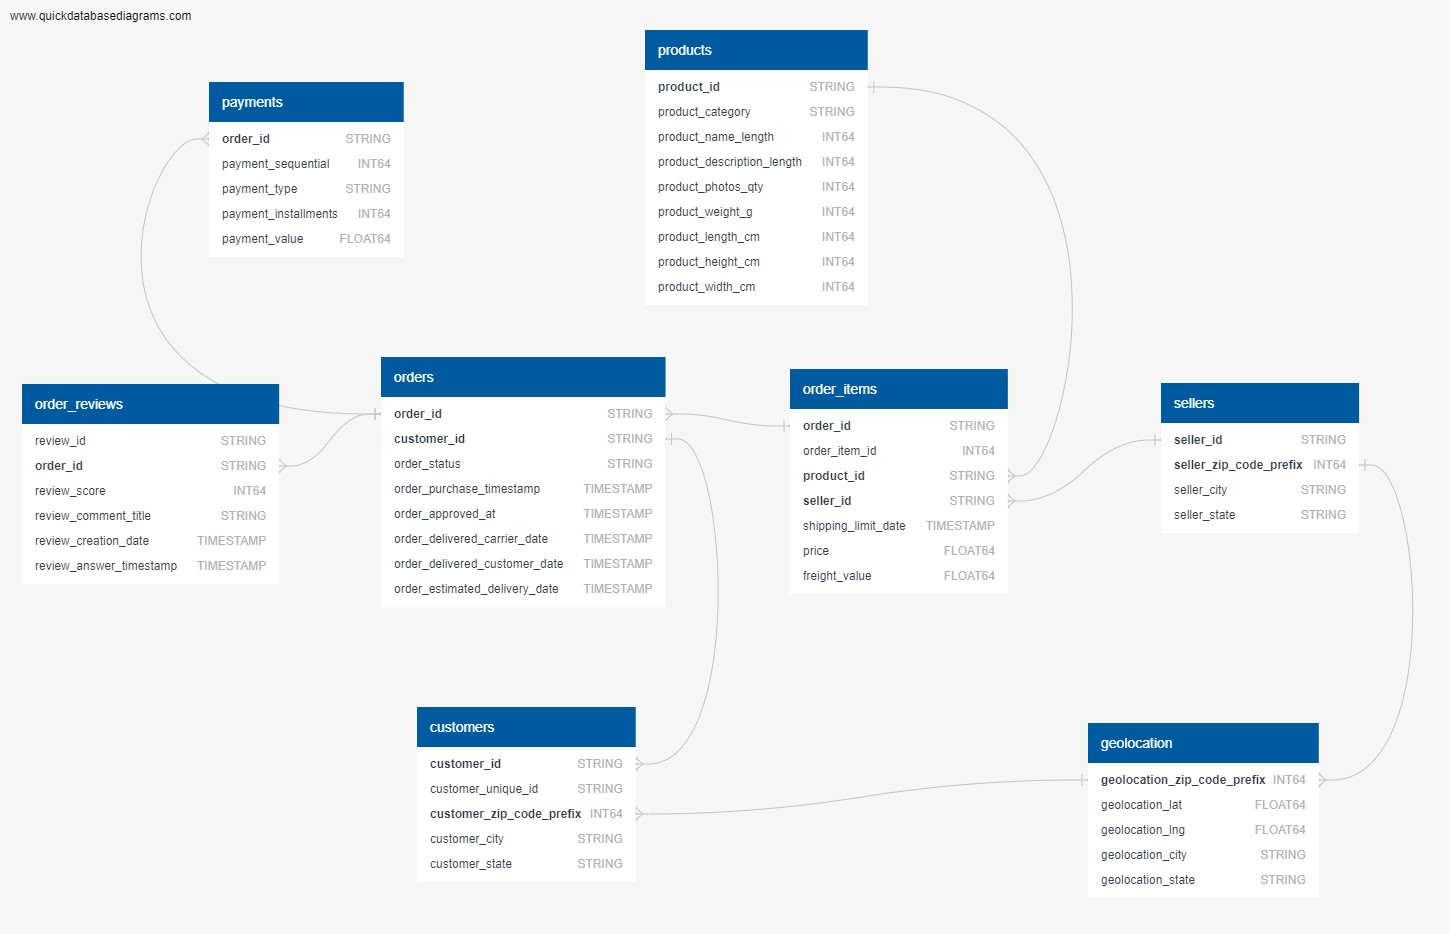 www.quickdatabasediagrams.com
products
product_id STRING
product_category STRING
product_name_length INT64
product_description_length INT64
product_photos_qty INT64
product_weight_g INT64
product_length_cm INT64
product_height_cm INT64
product_width_cm INT64
payments
order_id STRING
payment_sequential INT64
payment_type STRING
payment_installments INT64
payment_value FLOAT64
order_reviews
review_id STRING
order_id STRING
review_score INT64
review_comment_title STRING
review_creation_date TIMESTAMP
review_answer_timestamp TIMESTAMP
orders
order_id STRING
customer_id STRING
order_status STRING
order_purchase_timestamp TIMESTAMP
order_approved_at TIMESTAMP
order_delivered_carrier_date TIMESTAMP
order_delivered_customer_date TIMESTAMP
order_estimated_delivery_date TIMESTAMP
order_items
order_id STRING
order_item_id INT64
product_id STRING
seller_id STRING
shipping_limit_date TIMESTAMP
price FLOAT64
freight_value FLOAT64
sellers
seller_id STRING
seller_zip_code_prefix INT64
seller_city STRING
seller_state STRING
customers
customer_id STRING
customer_unique_id STRING
customer_zip_code_prefix INT64
customer_city STRING
customer_state STRING
geolocation
geolocation_zip_code_prefix INT64
geolocation_lat FLOAT64
geolocation_lng FLOAT64
geolocation_city STRING
geolocation_state STRING